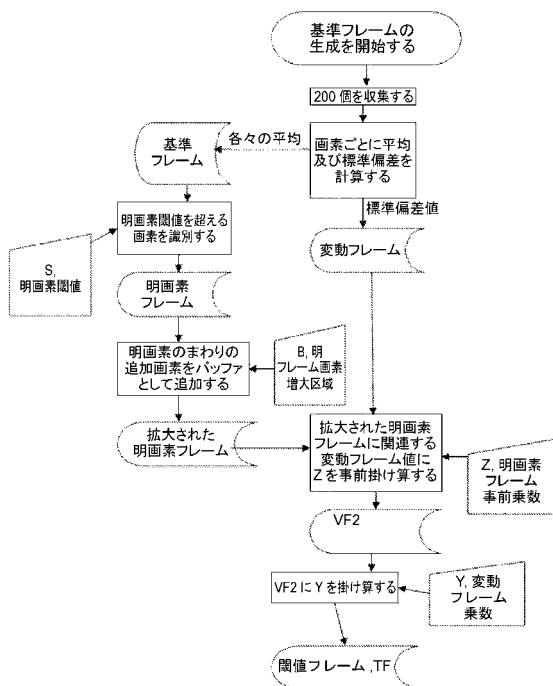 基準フレームの
生成を開始する
200 個を収集する
各々の平均
基準
フレーム
画素ごとに平均
及び標準偏差を
計算する
標準偏差値
明画素閾値を超える
画素を識別する
S,
明画素閾値
変動フレーム
明画素
フレーム
明画素のまわりの
追加画素をバッファ
として追加する
B, 明
フレーム画素
増大区域
拡大された
明画素フレーム
拡大された明画素
フレームに関連する
変動フレーム値に
Z を事前掛け算する
Z, 明画素
フレーム
事前乗数
VF2
VF2 に Y を掛け算する
Y, 変動
フレーム
乗数
閾値フレーム ,TF